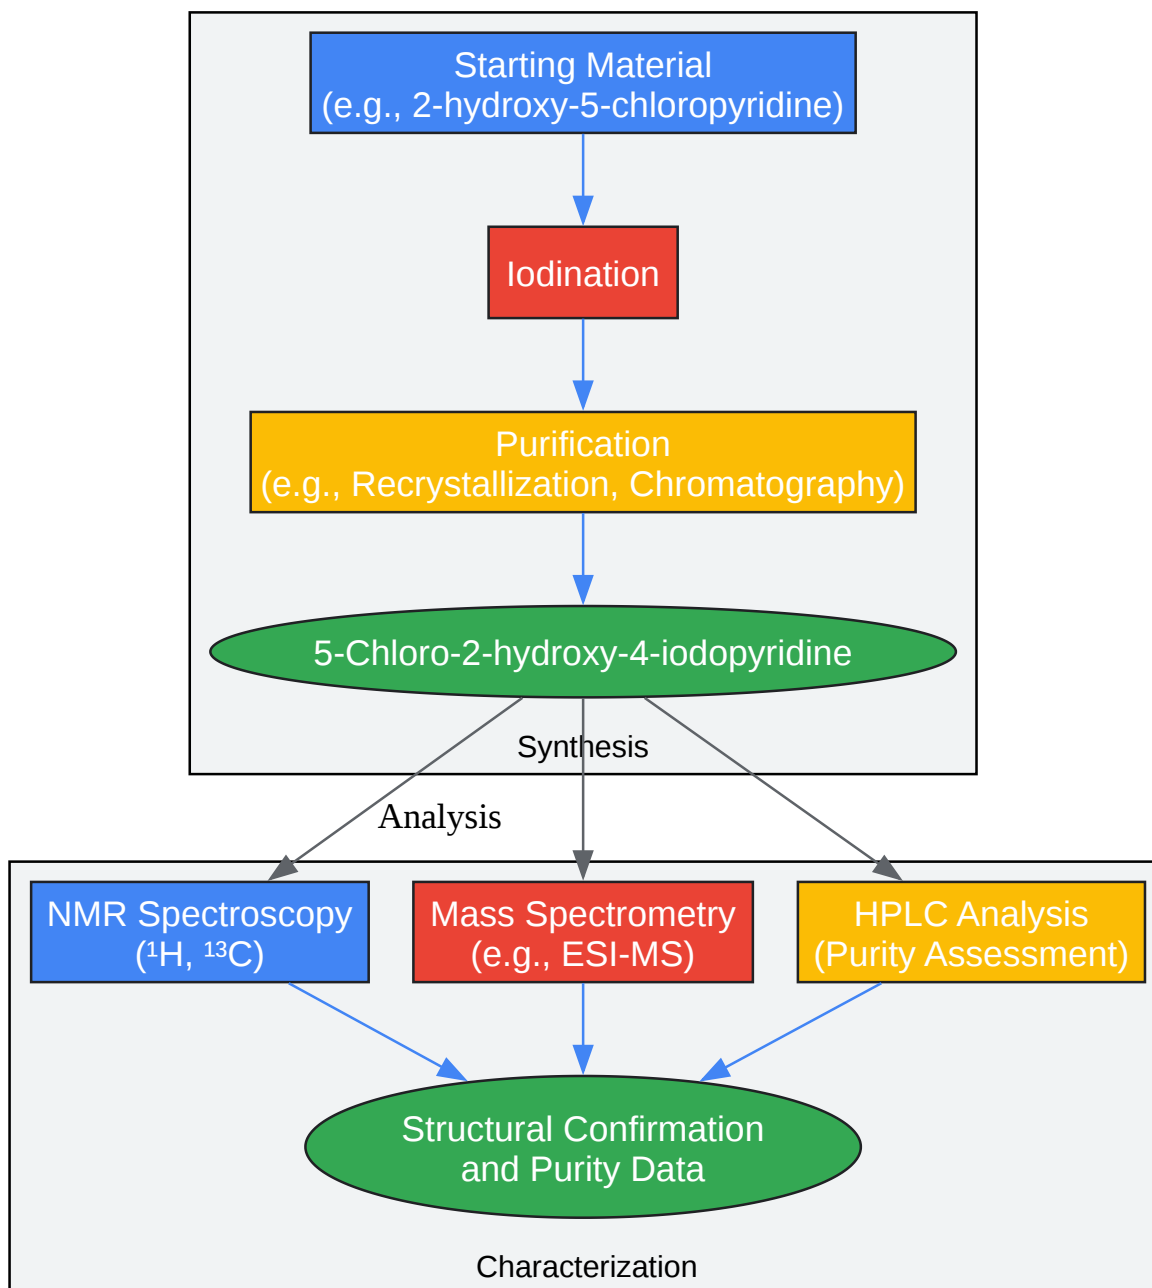 Starting Material
(e.g., 2-hydroxy-5-chloropyridine)
Iodination
Purification
(e.g., Recrystallization, Chromatography)
5-Chloro-2-hydroxy-4-iodopyridine
Synthesis
Analysis
NMR Spectroscopy
(¹H, ¹³C)
Mass Spectrometry
(e.g., ESI-MS)
HPLC Analysis
(Purity Assessment)
Structural Confirmation
and Purity Data
Characterization